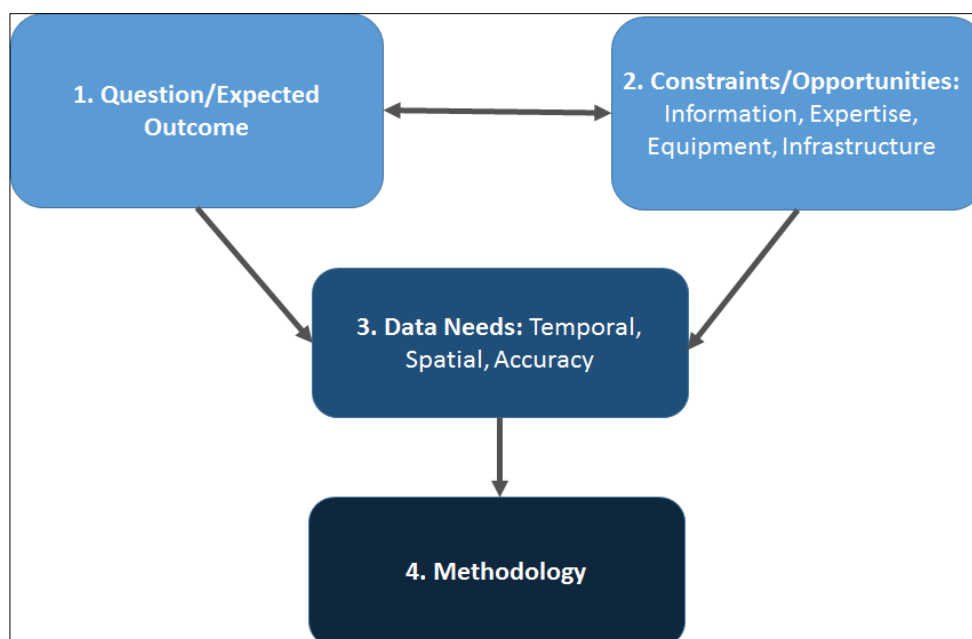 1. Question/Expected
Outcome
2. Constraints/Opportunities:
Information, Expertise,
Equipment, Infrastructure
3. Data Needs: Temporal,
Spatial, Accuracy
4. Methodology